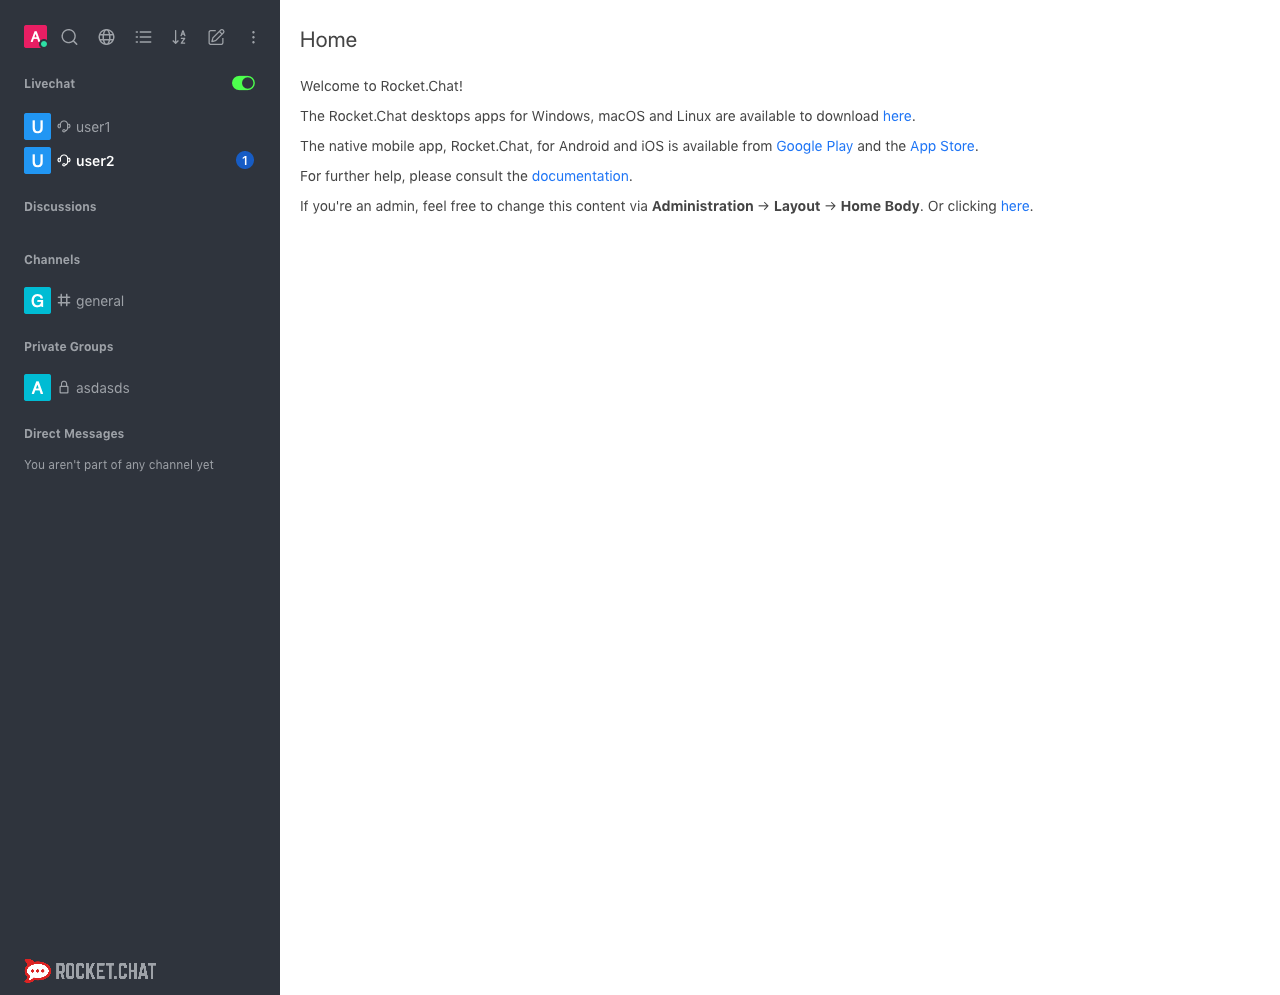 A
Livechat
U user1
U user2 1
Discussions
Channels
G general
Private Groups
A asdasds
Direct Messages
You aren't part of any channel yet
ROCKET.CHAT
Home
Welcome to Rocket.Chat!
The Rocket.Chat desktops apps for Windows, macOS and Linux are available to download here.
The native mobile app, Rocket.Chat, for Android and iOS is available from Google Play and the App Store.
For further help, please consult the documentation.
If you're an admin, feel free to change this content via Administration → Layout → Home Body. Or clicking here.